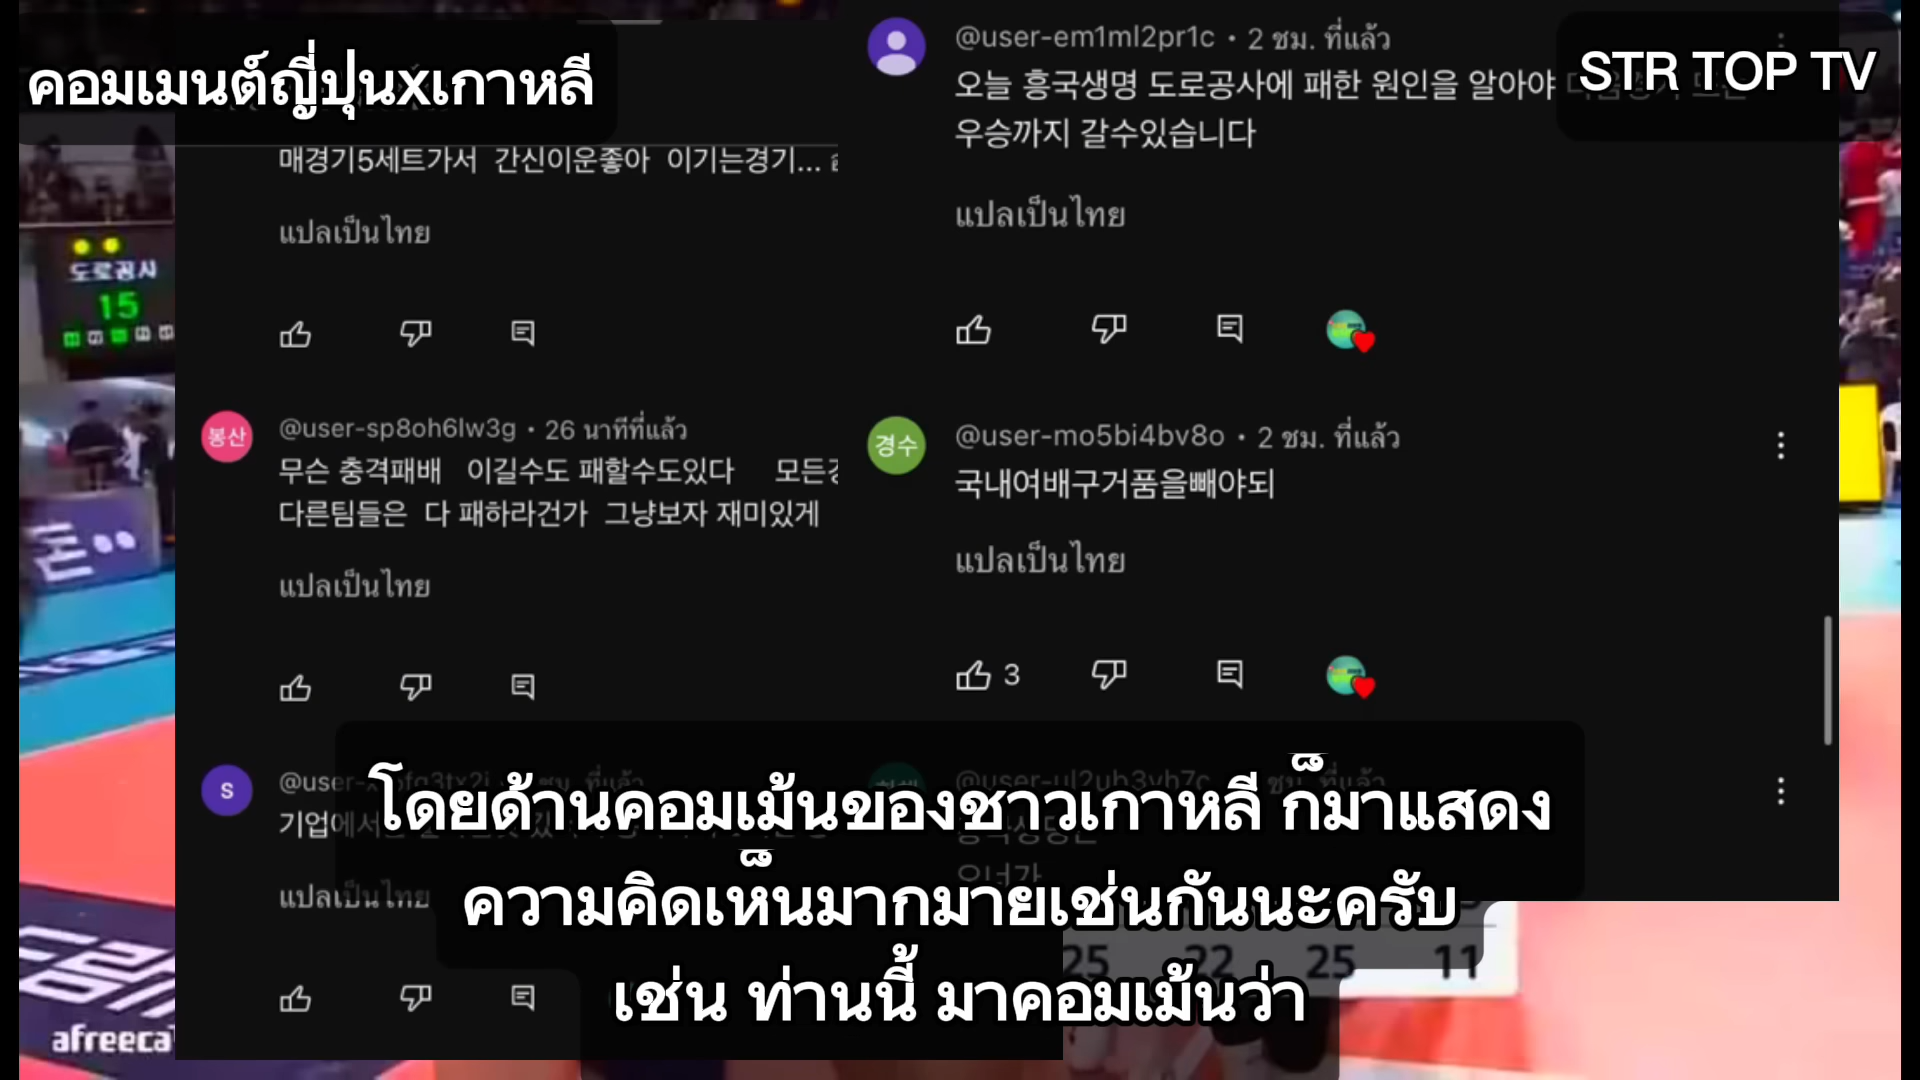 คอมเมนต์ญี่ปุ่นxเกาหลี
STR TOP TV
매경기5세트가서 간신이운좋아 이기는경기...
แปลเป็นไทย
@user-sp8oh6lw3g • 26 นาทีที่แล้ว
봉산
무슨 충격패배 이길수도 패할수도있다 모든
다른팀들은 다 패하라건가 그냥보자 재미있게
แปลเป็นไทย
S
기업
แปลเป็นไทย
@user-em1ml2pr1c • 2 ชม. ที่แล้ว
오늘 흥국생명 도로공사에 패한 원인을 알아야
우승까지 갈수있습니다
แปลเป็นไทย
경수
@user-mo5bi4bv8o • 2 ชม. ที่แล้ว
국내여배구거품을빼야되
แปลเป็นไทย
3
도로공사
15
โดยด้านคอมเม้นของชาวเกาหลี ก็มาแสดง
ความคิดเห็นมากมายเช่นกันนะครับ
เช่น ท่านนี้ มาคอมเม้นว่า
25 22 25 11
afreeca